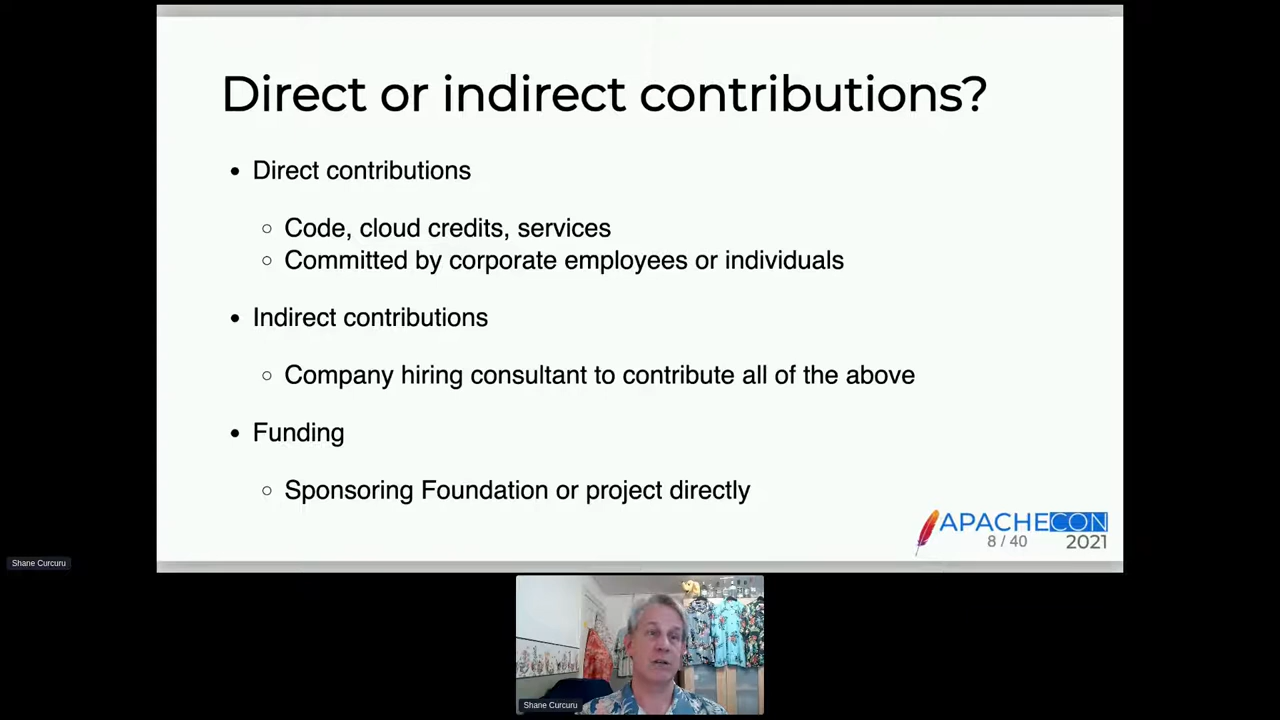 Direct or indirect contributions?
• Direct contributions
○ Code, cloud credits, services
○ Committed by corporate employees or individuals
• Indirect contributions
○ Company hiring consultant to contribute all of the above
• Funding
○ Sponsoring Foundation or project directly
APACHECON
8 / 40
2021
Shane Curcuru
Shane Curcuru